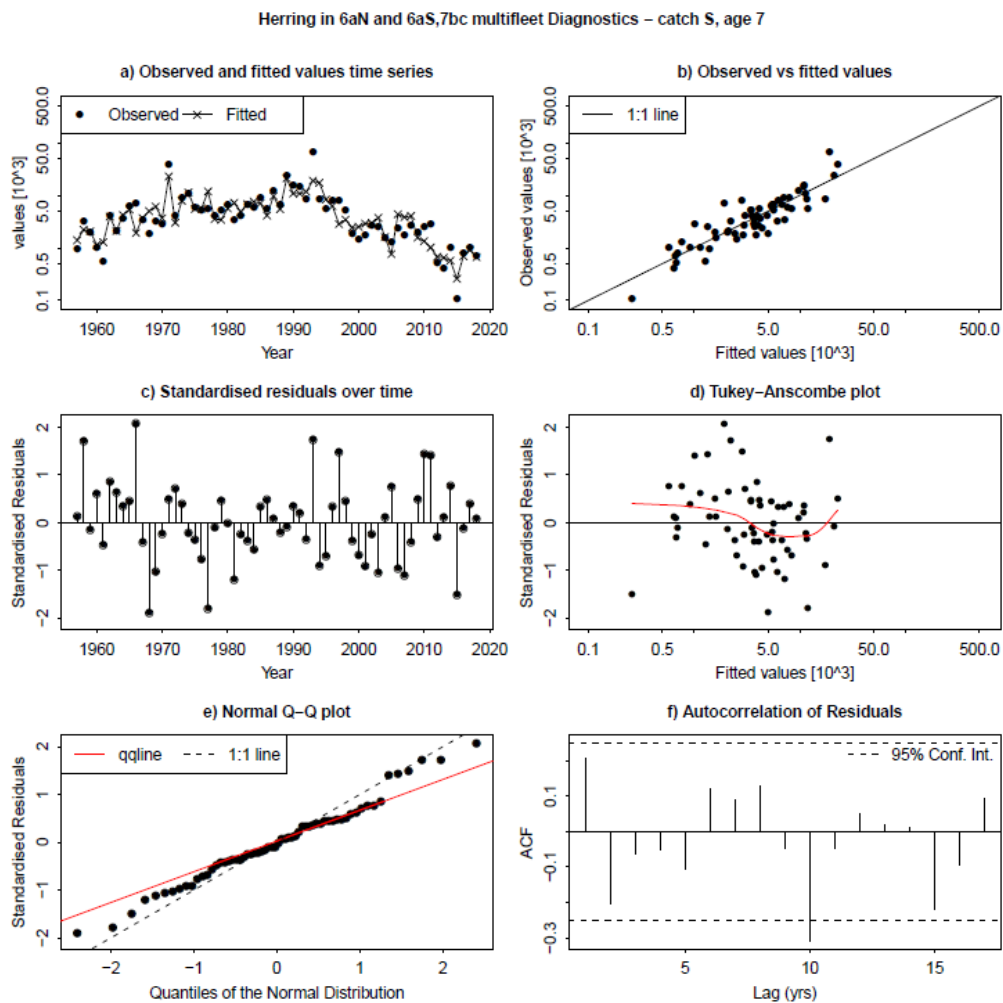 Herring in 6aN and 6aS,7bc multifleet Diagnostics – catch S, age 7
a) Observed and fitted values time series
Observed Fitted
values [10^3]
500.0
50.0
5.0
0.5
0.1
1960 1970 1980 1990 2000 2010 2020
Year
b) Observed vs fitted values
1:1 line
Observed values [10^3]
500.0
50.0
5.0
0.5
0.1
0.1 0.5 5.0 50.0 500.0
Fitted values [10^3]
c) Standardised residuals over time
Standardised Residuals
2
1
0
−1
−2
1960 1970 1980 1990 2000 2010 2020
Year
d) Tukey−Anscombe plot
Standardised Residuals
2
1
0
−1
−2
0.1 0.5 5.0 50.0 500.0
Fitted values [10^3]
e) Normal Q−Q plot
qqline 1:1 line
Standardised Residuals
2
1
0
−1
−2
−2 −1 0 1 2
Quantiles of the Normal Distribution
f) Autocorrelation of Residuals
95% Conf. Int.
ACF
0.1
−0.1
−0.3
5 10 15
Lag (yrs)